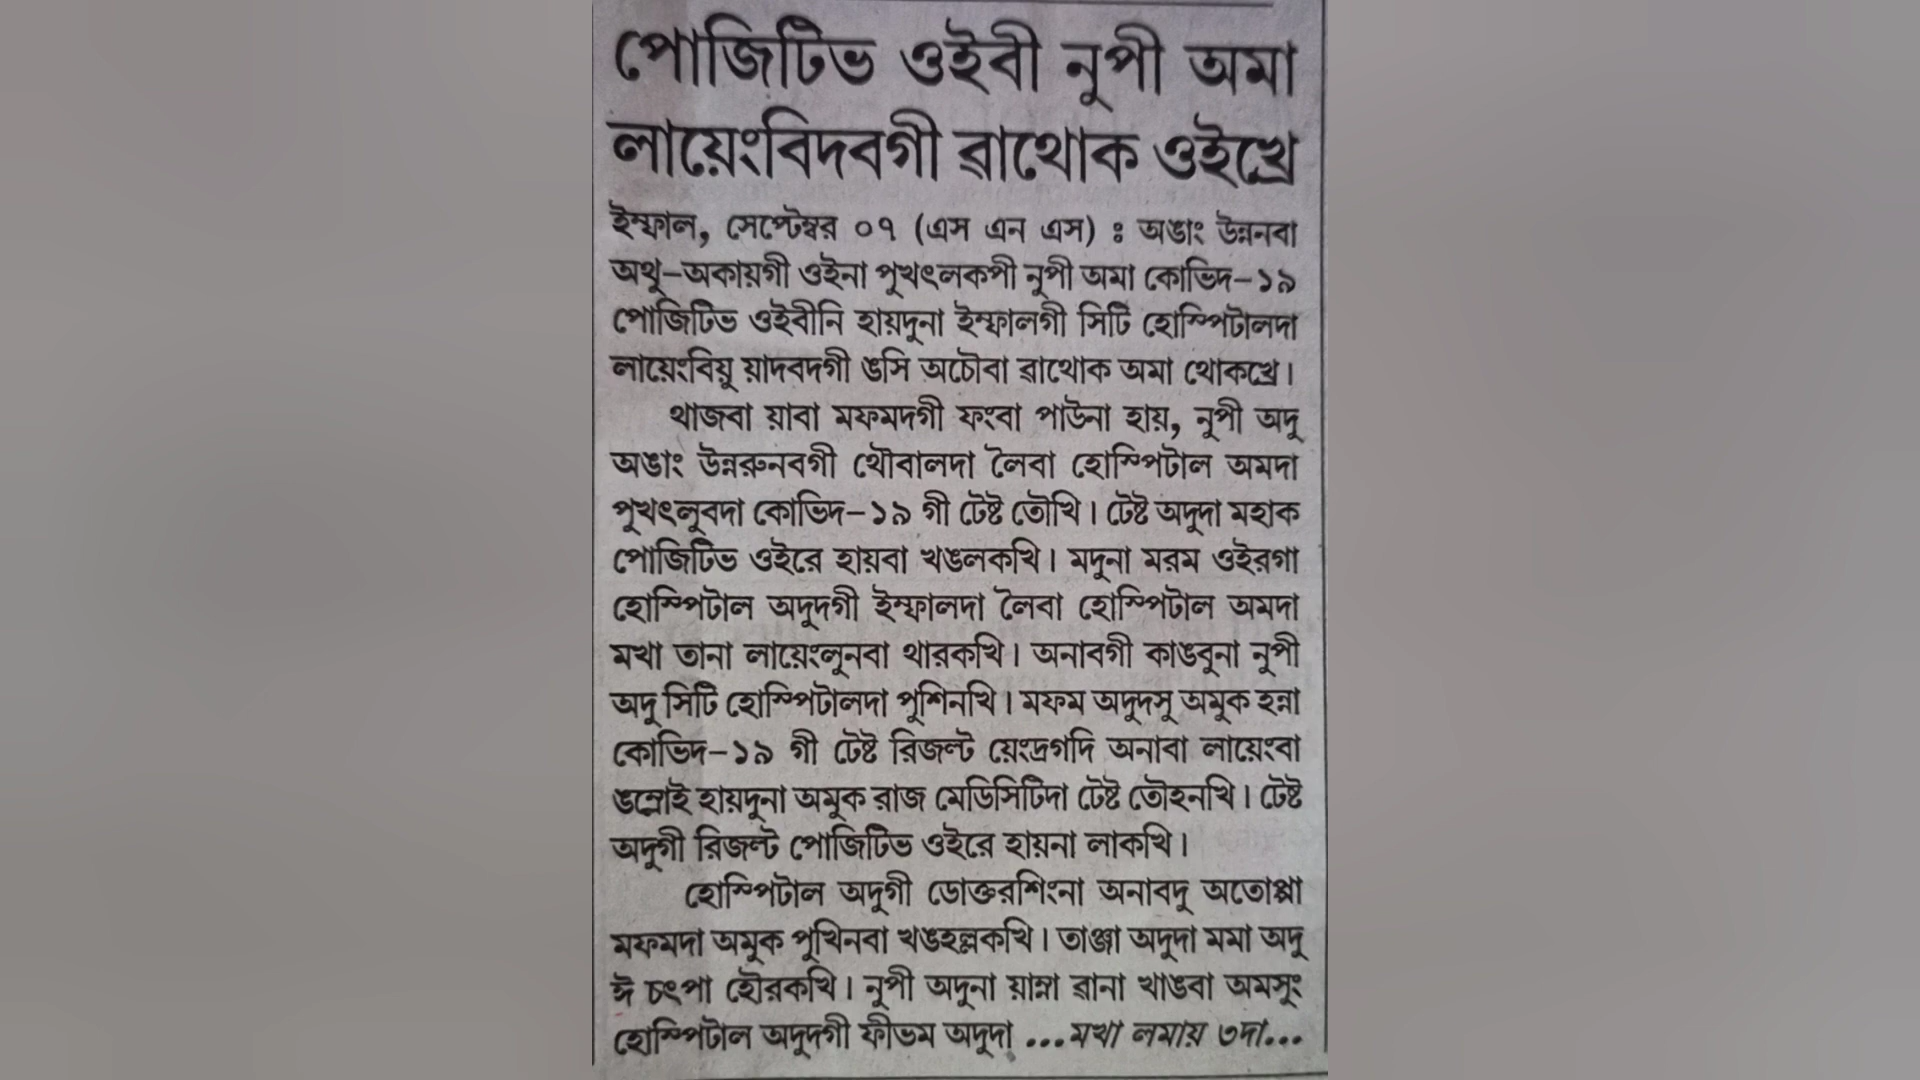 পোজিটিভ ওইবী নুপী অমা
লায়েংবিদবগী ৱাথোক ওইখ্রে
ইম্ফাল, সেপ্টেম্বর ০৭ (এস এন এস) : অঙাং উন্ননবা
অথু-অকায়গী ওইনা পুখৎলকপী নুপী অমা কোভিদ-১৯
পোজিটিভ ওইবীনি হায়দুনা ইম্ফালগী সিটি হোস্পিটালদা
লায়েংবিয়ু য়াদবদগী ঙসি অচৌবা ৱাথোক অমা থোকখ্রে।
থাজবা য়াবা মফমদগী ফংবা পাউনা হায়, নুপী অদু
অঙাং উন্নরুনবগী থৌবালদা লৈবা হোস্পিটাল অমদা
পুখৎলুবদা কোভিদ-১৯ গী টেষ্ট তৌখি। টেষ্ট অদুদা মহাক
পোজিটিভ ওইরে হায়বা খঙলকখি। মদুনা মরম ওইরগা
হোস্পিটাল অদুদগী ইম্ফালদা লৈবা হোস্পিটাল অমদা
মখা তানা লায়েংলুনবা থারকখি। অনাবগী কাঙবুনা নুপী
অদু সিটি হোস্পিটালদা পুশিনখি। মফম অদুদসু অমুক হন্না
কোভিদ-১৯ গী টেষ্ট রিজল্ট য়েংদ্রগদি অনাবা লায়েংবা
ঙম্লোই হায়দুনা অমুক রাজ মেডিসিটিদা টেষ্ট তৌহনখি। টেষ্ট
অদুগী রিজল্ট পোজিটিভ ওইরে হায়না লাকখি।
হোস্পিটাল অদুগী ডোক্তরশিংনা অনাবদু অতোপ্পা
মফমদা অমুক পুখিনবা খঙহল্লকখি। তাঞ্জা অদুদা মমা অদু
ঈ চৎপা হৌরকখি। নুপী অদুনা য়াম্না ৱানা খাঙবা অমসুং
হোস্পিটাল অদুদগী ফীভম অদুদা ...মখা লমায় ৩দা...